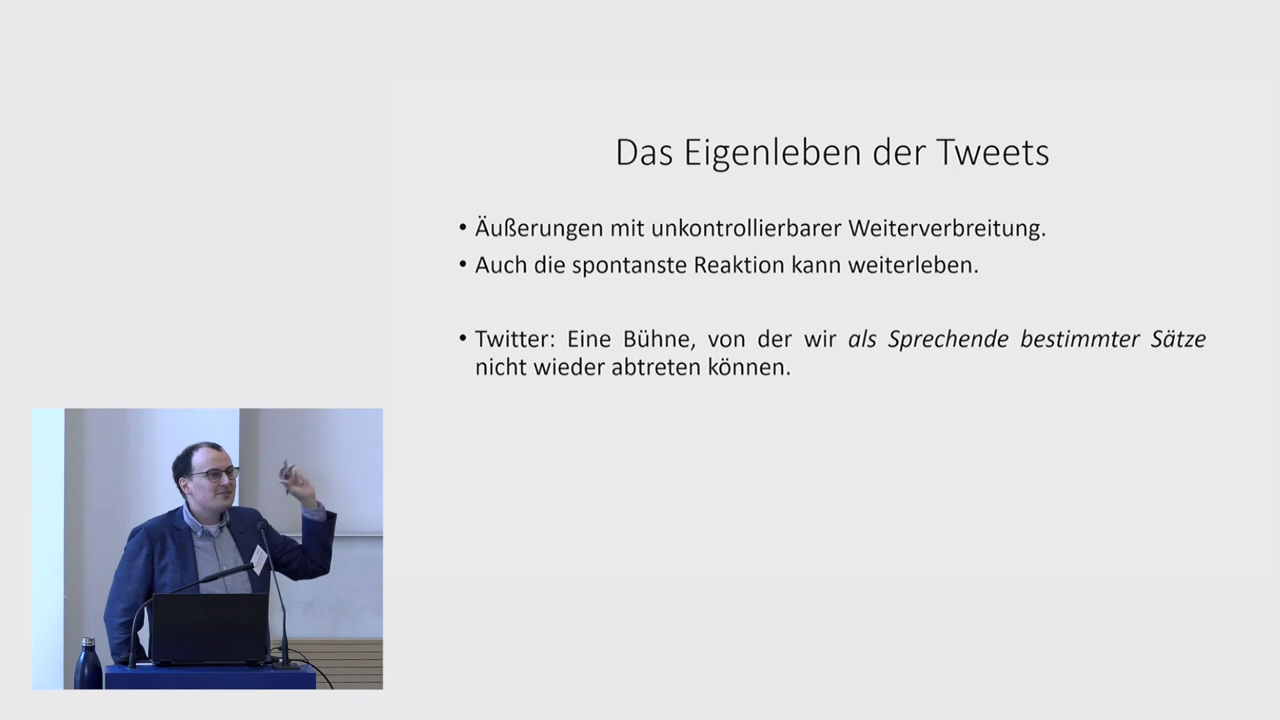 Das Eigenleben der Tweets
• Äußerungen mit unkontrollierbarer Weiterverbreitung.
• Auch die spontanste Reaktion kann weiterleben.
• Twitter: Eine Bühne, von der wir als Sprechende bestimmter Sätze
nicht wieder abtreten können.